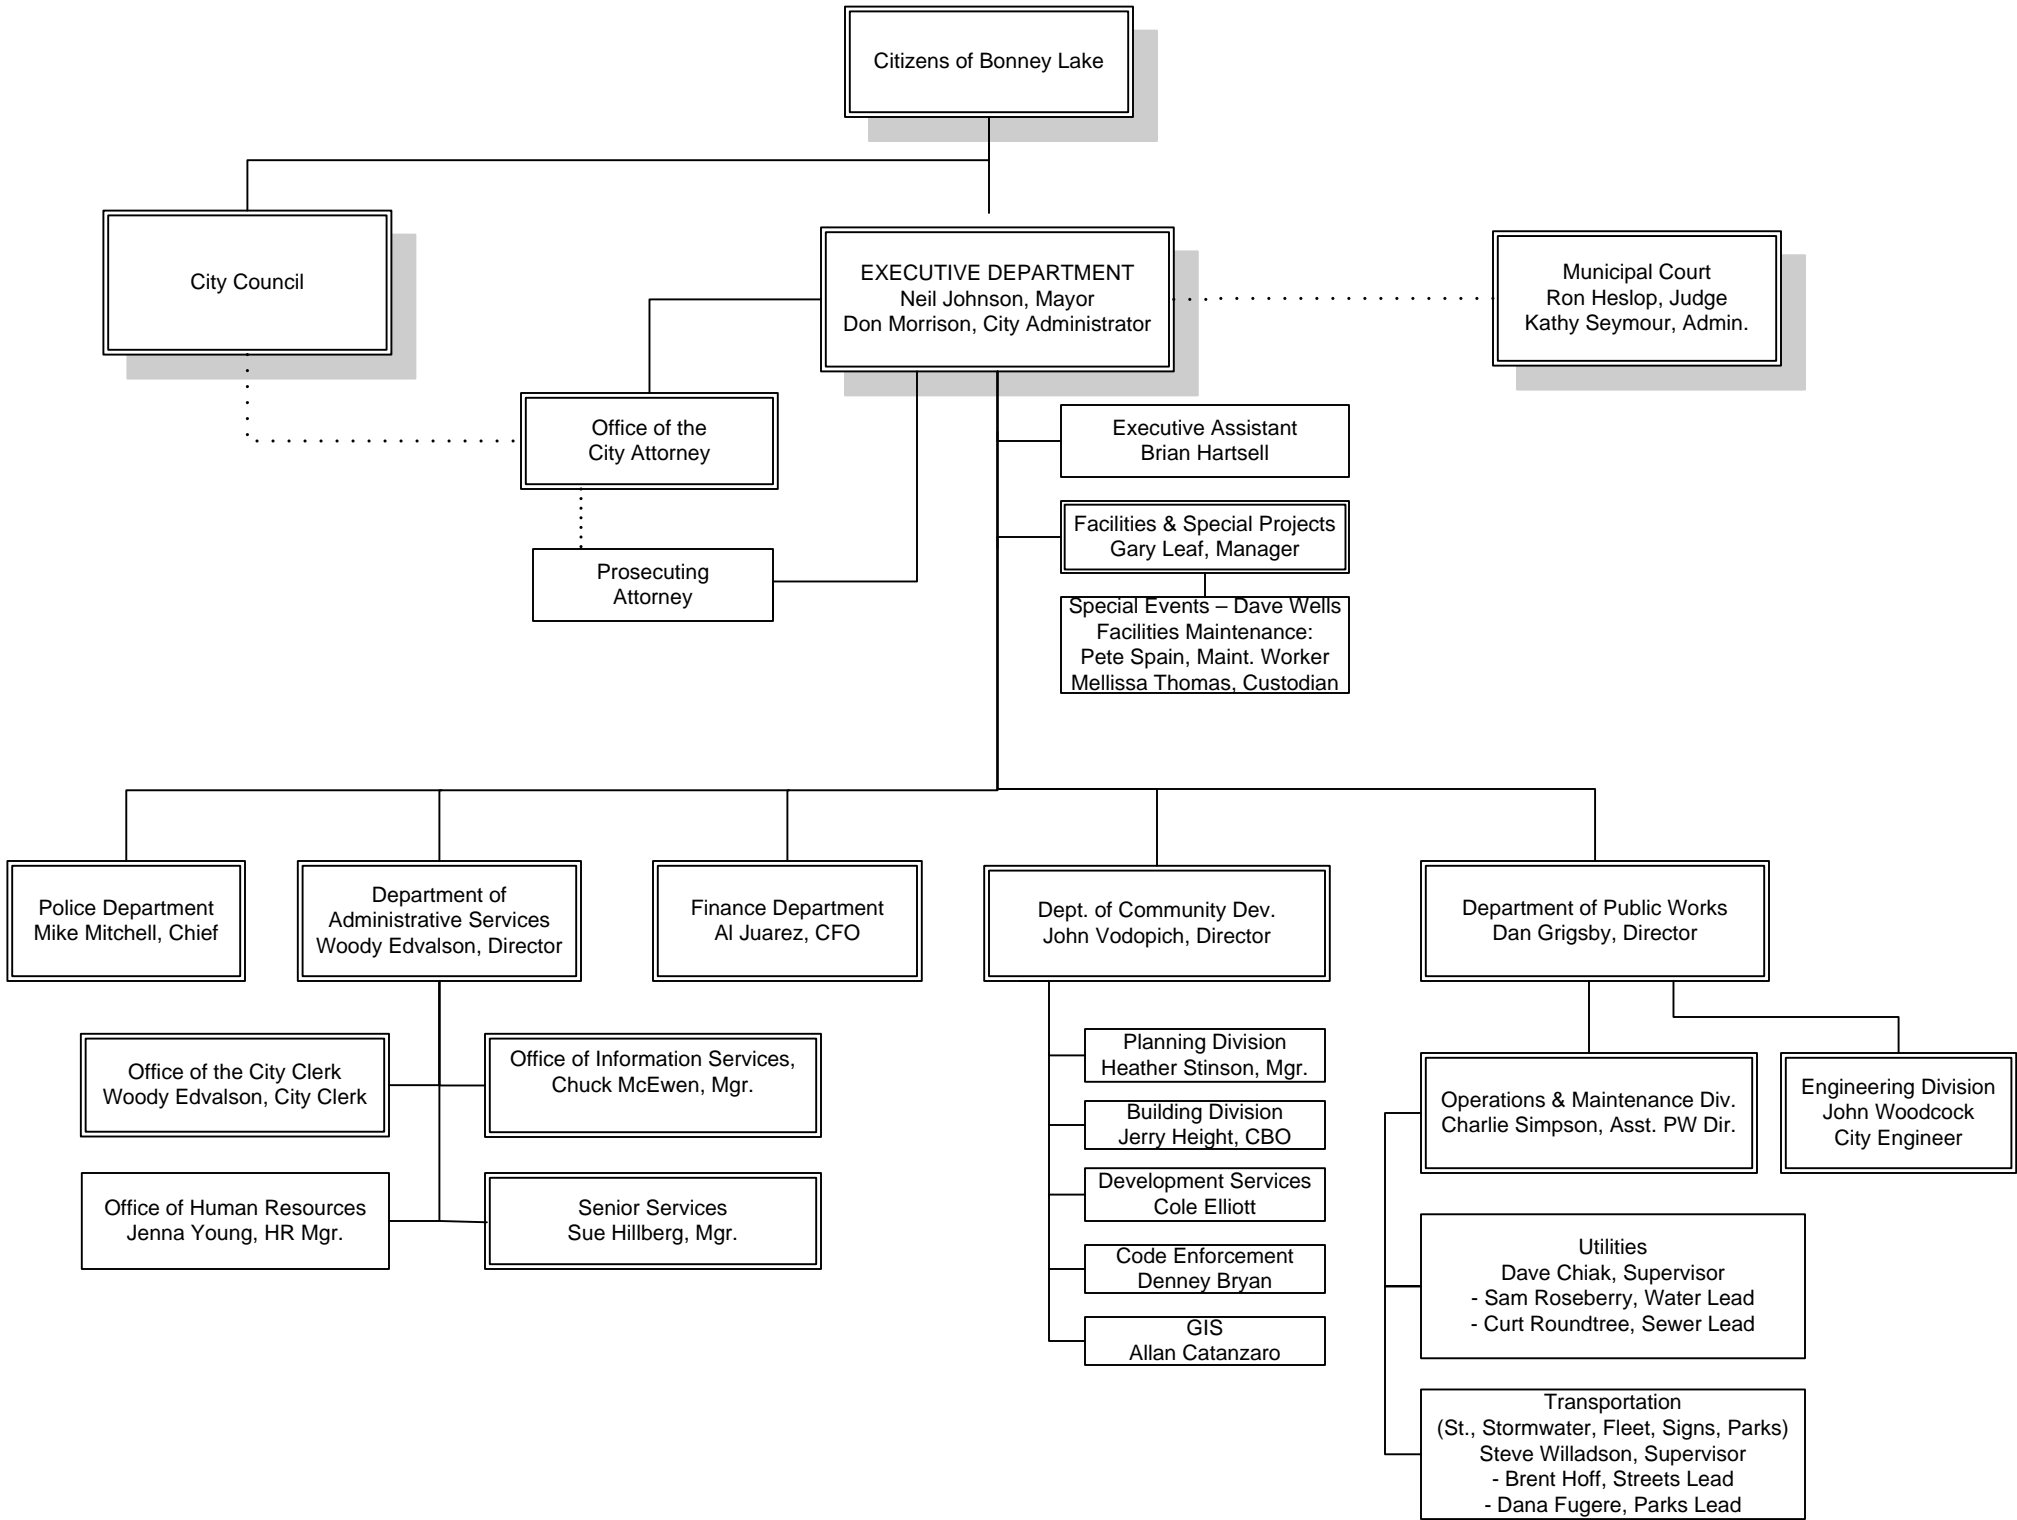 Citizens of Bonney Lake
City Council
EXECUTIVE DEPARTMENT
Neil Johnson, Mayor
Don Morrison, City Administrator
Municipal Court
Ron Heslop, Judge
Kathy Seymour, Admin.
Office of the
City Attorney
Executive Assistant
Brian Hartsell
Facilities & Special Projects
Gary Leaf, Manager
Prosecuting
Attorney
Special Events – Dave Wells
Facilities Maintenance:
Pete Spain, Maint. Worker
Mellissa Thomas, Custodian
Police Department
Mike Mitchell, Chief
Department of
Administrative Services
Woody Edvalson, Director
Finance Department
Al Juarez, CFO
Dept. of Community Dev.
John Vodopich, Director
Department of Public Works
Dan Grigsby, Director
Office of the City Clerk
Woody Edvalson, City Clerk
Office of Information Services,
Chuck McEwen, Mgr.
Office of Human Resources
Jenna Young, HR Mgr.
Senior Services
Sue Hillberg, Mgr.
Planning Division
Heather Stinson, Mgr.
Building Division
Jerry Height, CBO
Development Services
Cole Elliott
Code Enforcement
Denney Bryan
GIS
Allan Catanzaro
Operations & Maintenance Div.
Charlie Simpson, Asst. PW Dir.
Engineering Division
John Woodcock
City Engineer
Utilities
Dave Chiak, Supervisor
- Sam Roseberry, Water Lead
- Curt Roundtree, Sewer Lead
Transportation
(St., Stormwater, Fleet, Signs, Parks)
Steve Willadson, Supervisor
- Brent Hoff, Streets Lead
- Dana Fugere, Parks Lead